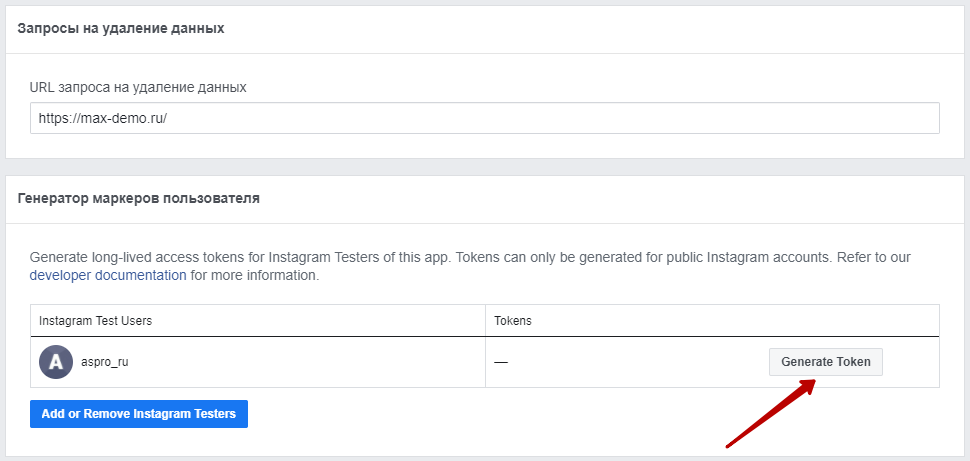 Запросы на удаление данных
URL запроса на удаление данных
https://max-demo.ru/
Генератор маркеров пользователя
Generate long-lived access tokens for Instagram Testers of this app. Tokens can only be generated for public Instagram accounts. Refer to our
developer documentation for more information.
Instagram Test Users
Tokens
A
aspro_ru
—
Generate Token
Add or Remove Instagram Testers